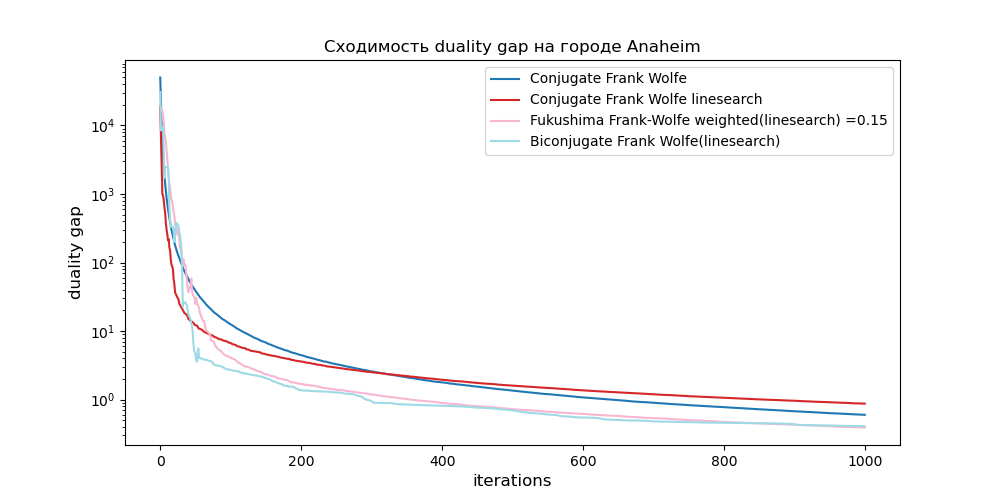 Сходимость duality gap на городе Anaheim
Conjugate Frank Wolfe
Conjugate Frank Wolfe linesearch
Fukushima Frank-Wolfe weighted(linesearch) =0.15
Biconjugate Frank Wolfe(linesearch)
duality gap
10⁴
10³
10²
10¹
10⁰
0 200 400 600 800 1000
iterations